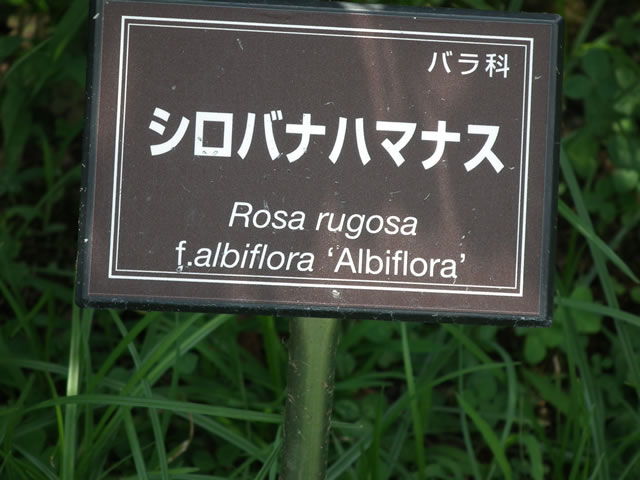 バラ科
シロバナハマナス
Rosa rugosa
f.albiflora ‘Albiflora’